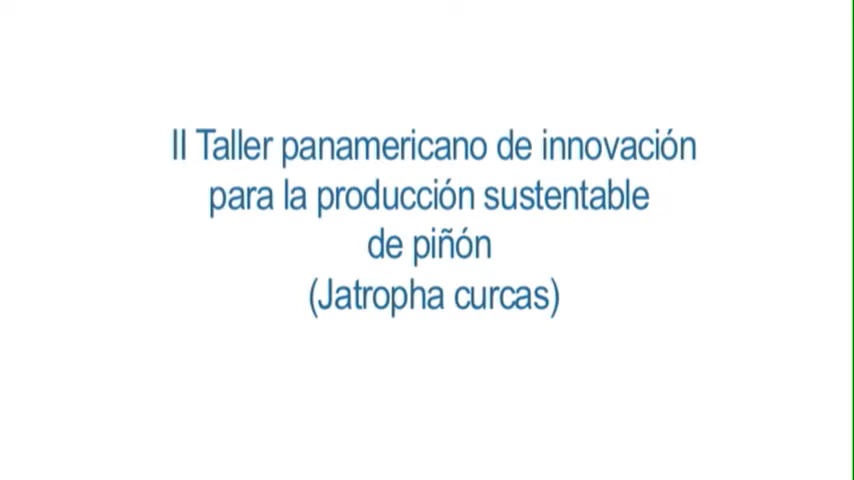 II Taller panamericano de innovación
para la producción sustentable
de piñón
(Jatropha curcas)